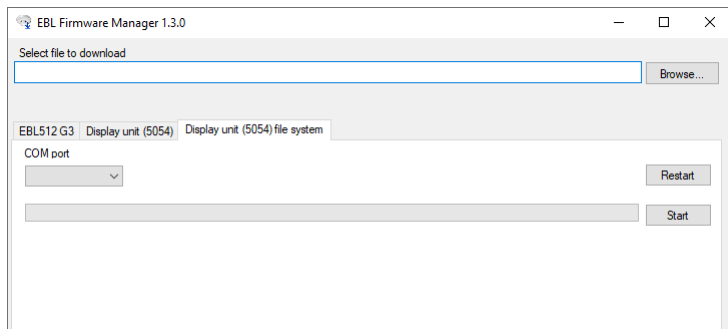 EBL Firmware Manager 1.3.0
Select file to download
Browse...
EBL512 G3 Display unit (5054) Display unit (5054) file system
COM port
Restart
Start